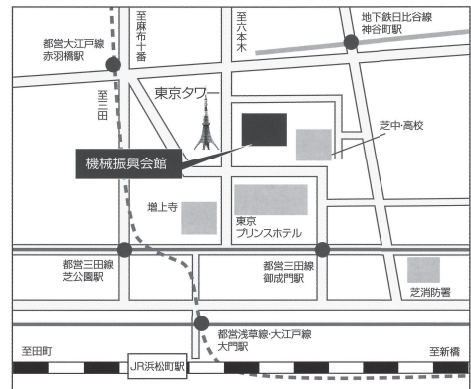 至麻布十番
至六本木
地下鉄日比谷線
神谷町駅
都営大江戸線
赤羽橋駅
至三田
東京タワー
芝中・高校
機械振興会館
増上寺
東京
プリンスホテル
都営三田線
芝公園駅
都営三田線
御成門駅
芝消防署
都営浅草線・大江戸線
大門駅
至田町
JR浜松町駅
至新橋